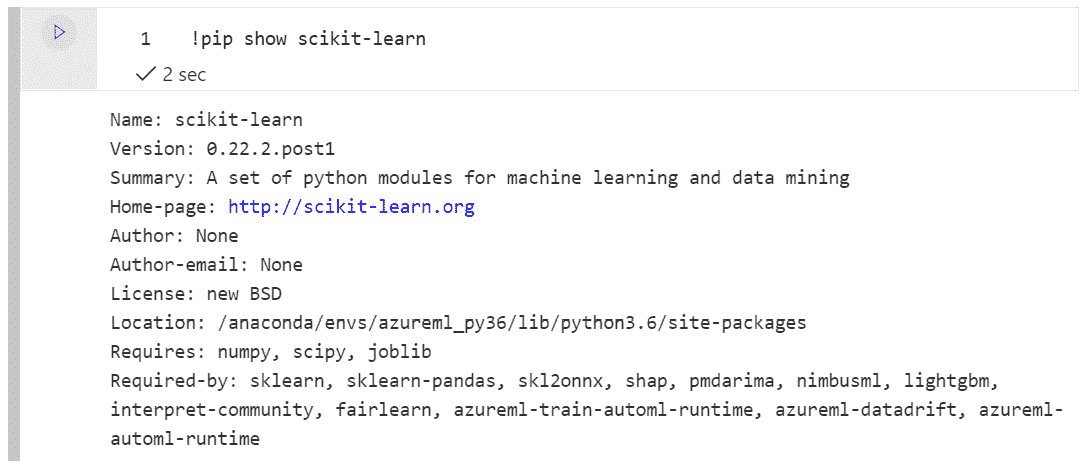 1 !pip show scikit-learn
2 sec
Name: scikit-learn
Version: 0.22.2.post1
Summary: A set of python modules for machine learning and data mining
Home-page: http://scikit-learn.org
Author: None
Author-email: None
License: new BSD
Location: /anaconda/envs/azureml_py36/lib/python3.6/site-packages
Requires: numpy, scipy, joblib
Required-by: sklearn, sklearn-pandas, skl2onnx, shap, pmdarima, nimbusml, lightgbm,
interpret-community, fairlearn, azureml-train-automl-runtime, azureml-datadrift, azureml-
automl-runtime